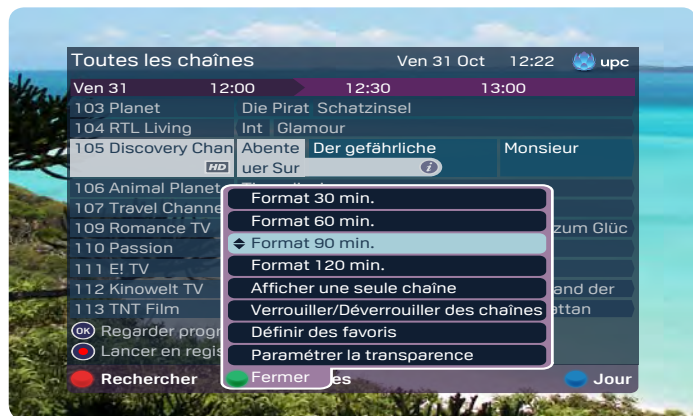 Toutes les chaînes Ven 31 Oct 12:22 upc
Ven 31 12:00 12:30 13:00
103 Planet Die Pirat Schatzinsel
104 RTL Living Int Glamour
105 Discovery Chan Abente Der gefährliche Monsieur
HD uer Sur i
106 Animal Planet
107 Travel Channe
Format 30 min.
Format 60 min.
109 Romance TV zum Glüc
Format 90 min.
110 Passion
Format 120 min.
111 E! TV
Afficher une seule chaîne
112 Kinowelt TV and der
Verrouiller/Déverrouiller des chaînes
113 TNT Film attan
Définir des favoris
OK Regarder progr
Paramétrer la transparence
Lancer en regis
Rechercher Fermer es Jour